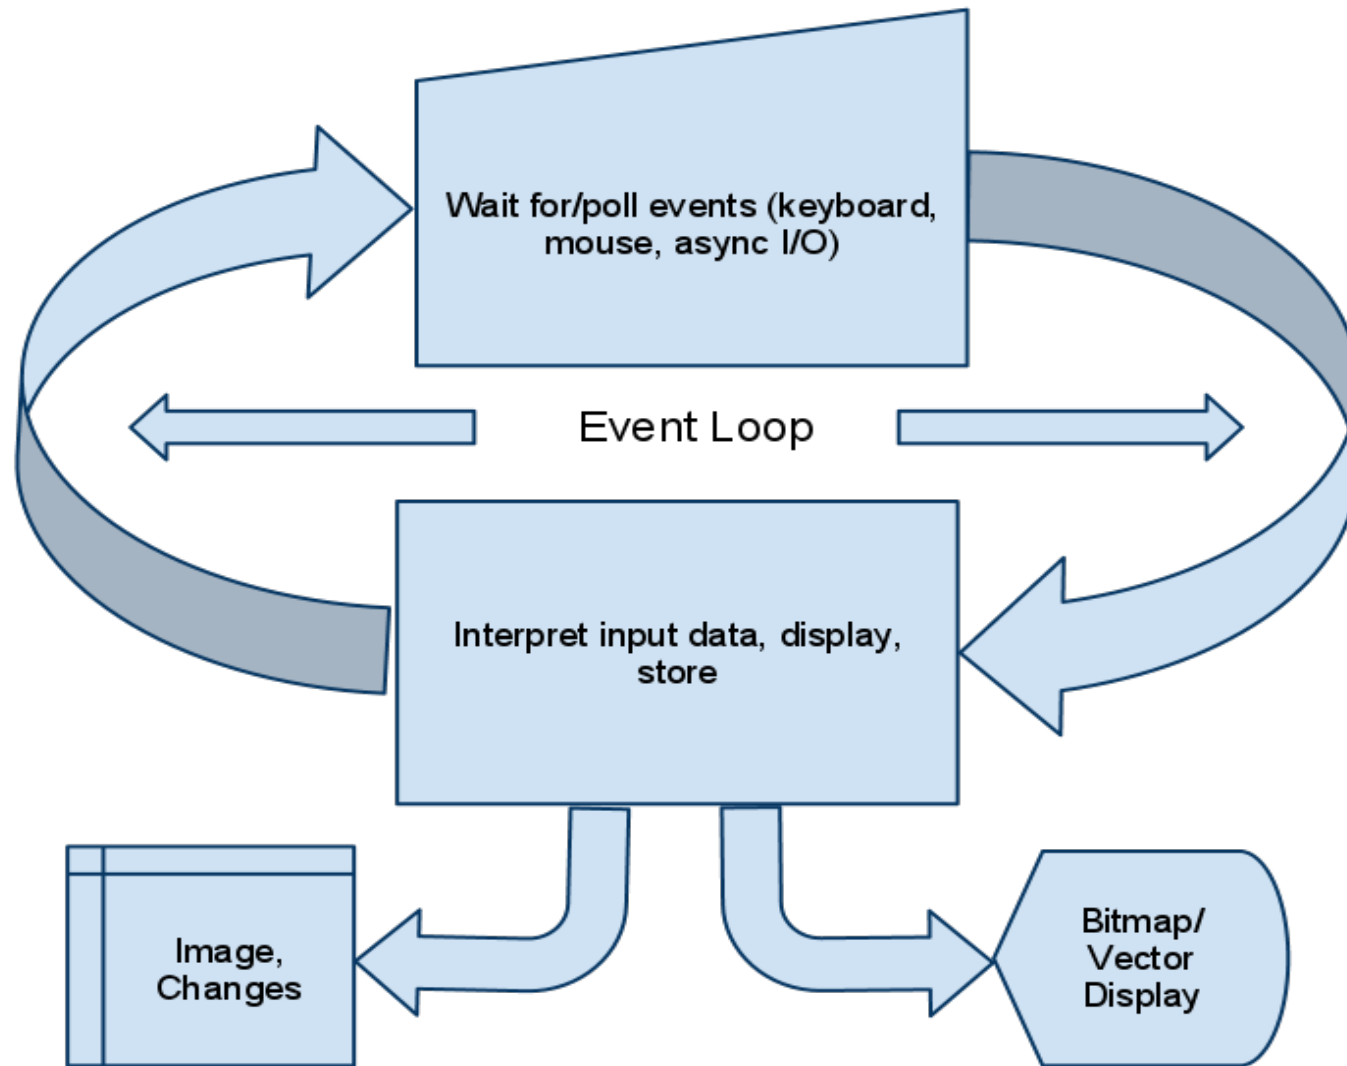 Wait for/poll events (keyboard,
mouse, async I/O)
Event Loop
Interpret input data, display,
store
Image,
Changes
Bitmap/
Vector
Display